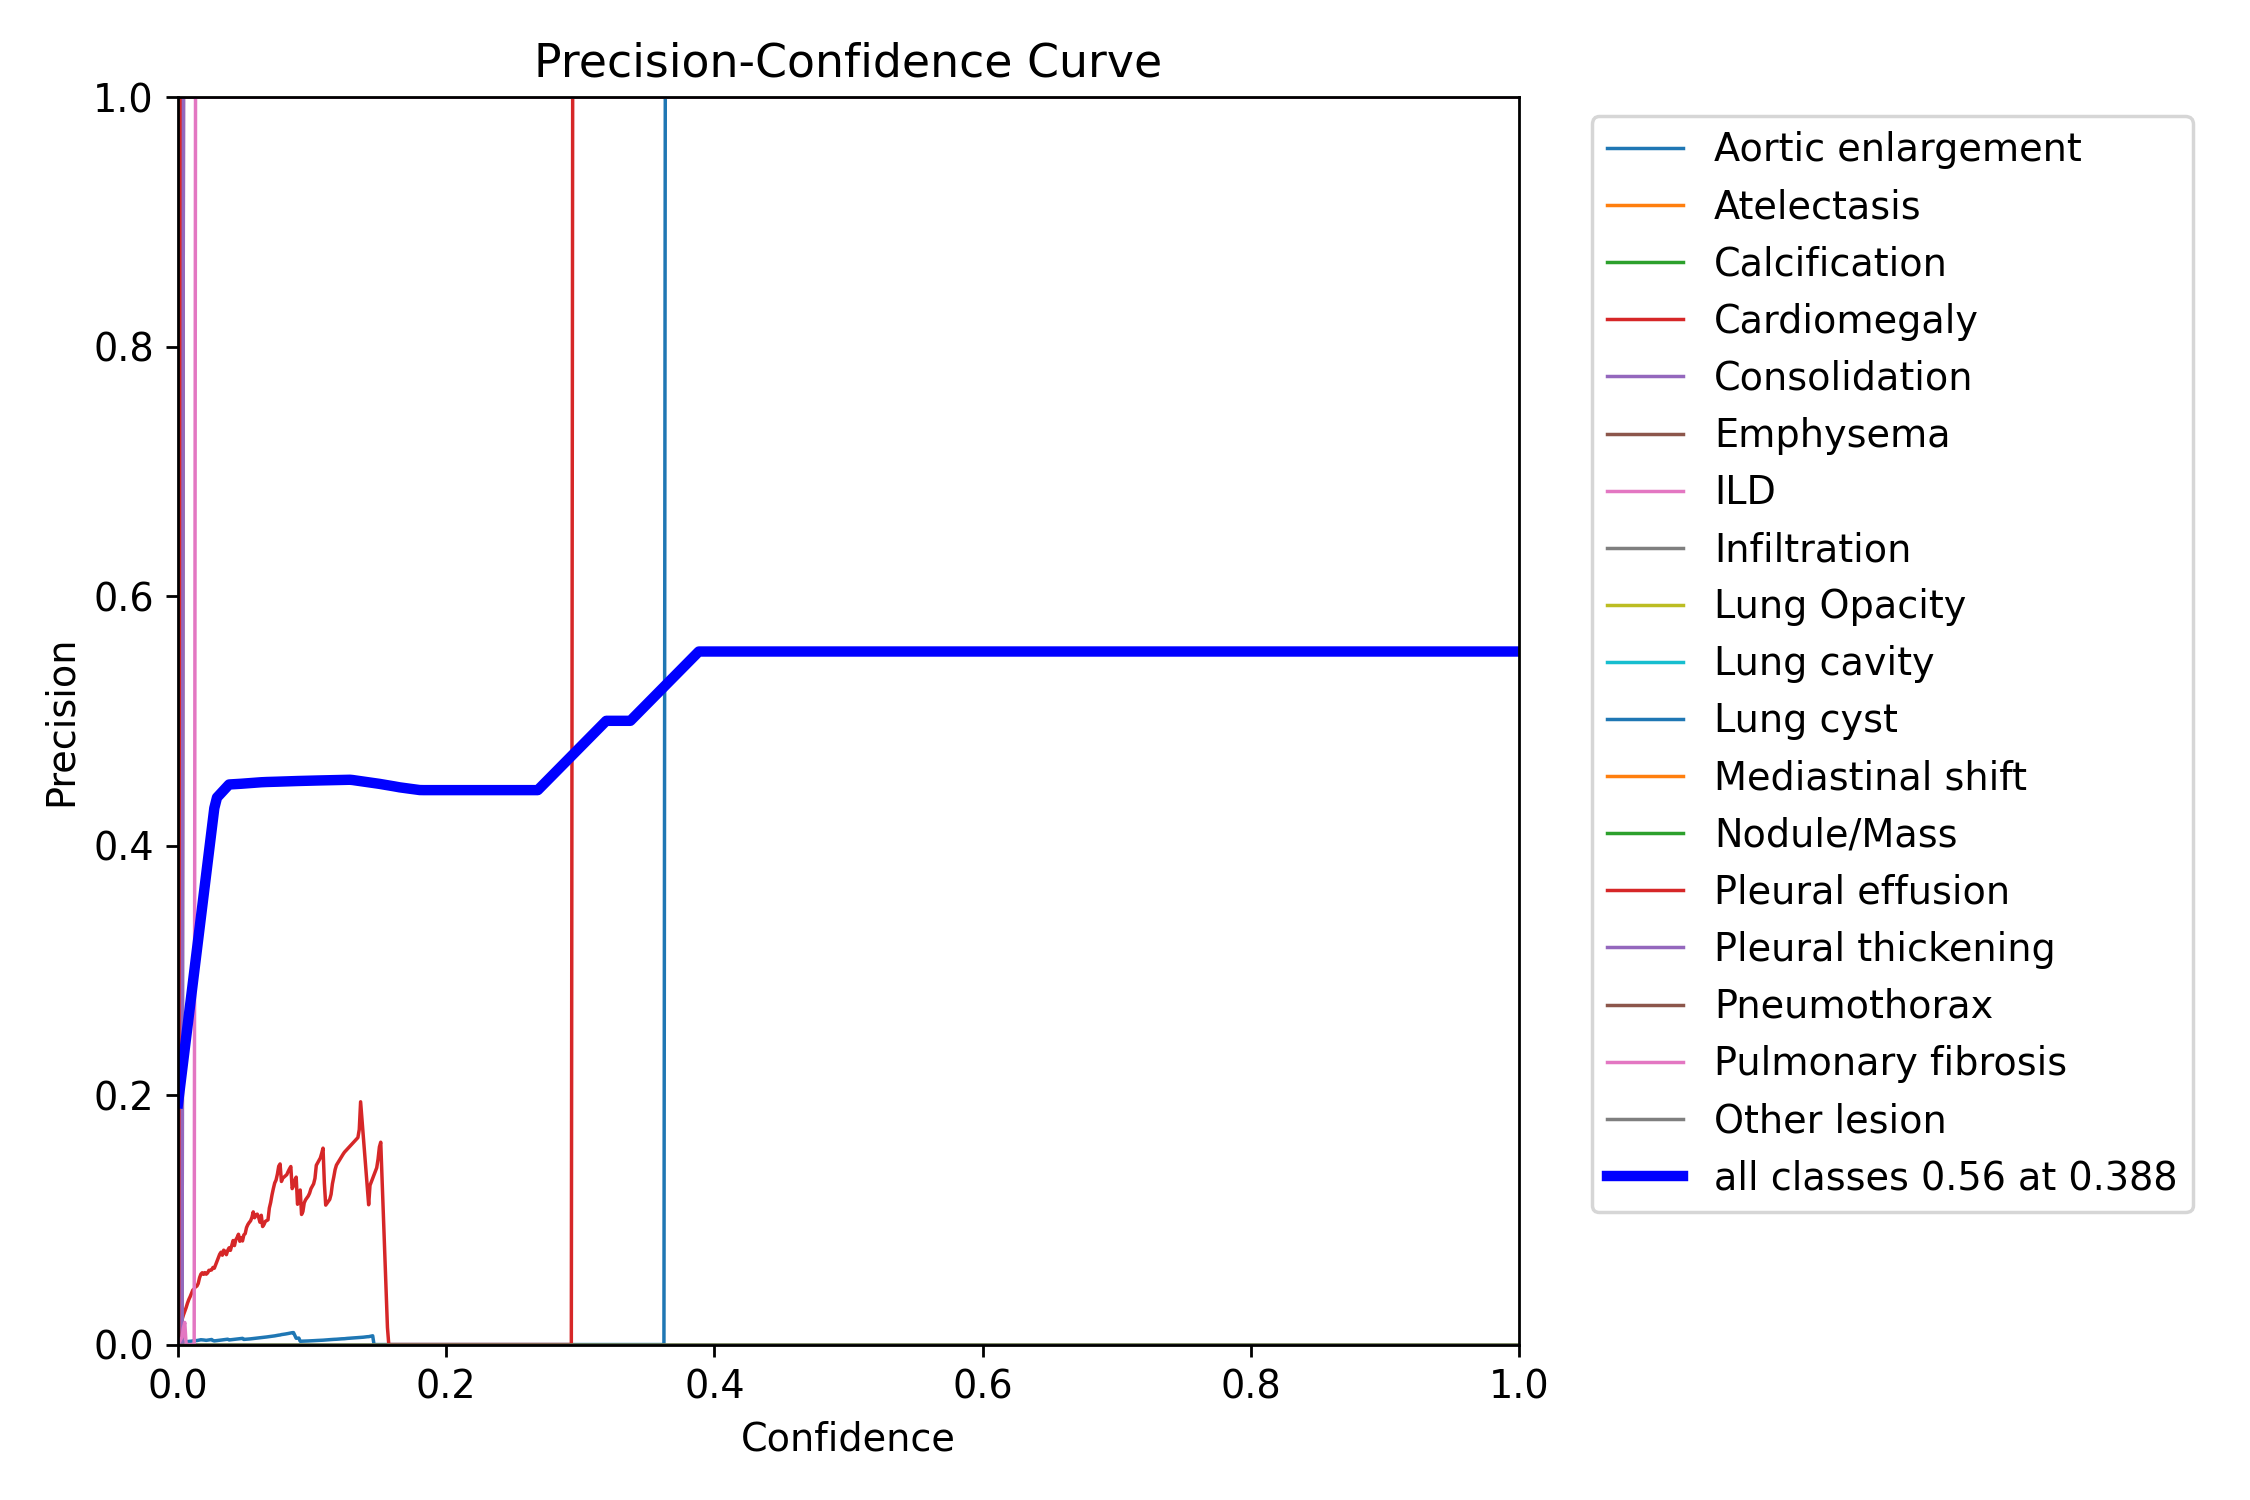 Precision-Confidence Curve
1.0
0.8
0.6
0.4
0.2
0.0
Precision
0.0 0.2 0.4 0.6 0.8 1.0
Confidence
Aortic enlargement
Atelectasis
Calcification
Cardiomegaly
Consolidation
Emphysema
ILD
Infiltration
Lung Opacity
Lung cavity
Lung cyst
Mediastinal shift
Nodule/Mass
Pleural effusion
Pleural thickening
Pneumothorax
Pulmonary fibrosis
Other lesion
all classes 0.56 at 0.388